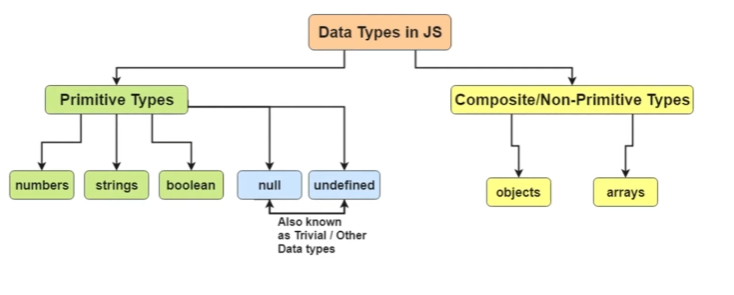 Data Types in JS
Primitive Types
Composite/Non-Primitive Types
numbers
strings
boolean
null
undefined
objects
arrays
Also known
as Trivial / Other
Data types